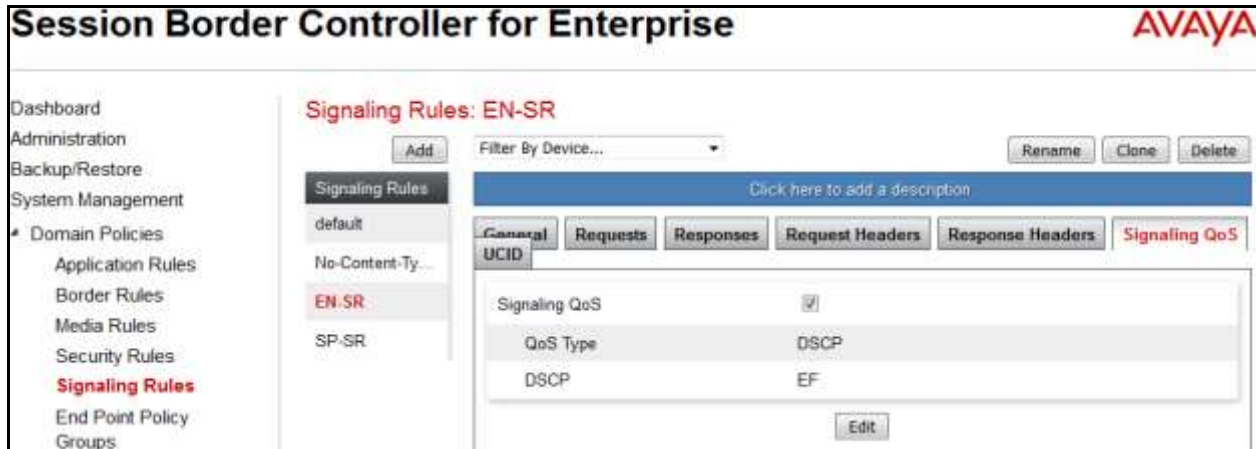 Session Border Controller for Enterprise
AVAYA
Dashboard
Administration
Backup/Restore
System Management
Domain Policies
Application Rules
Border Rules
Media Rules
Security Rules
Signaling Rules
End Point Policy
Groups
Signaling Rules: EN-SR
Add
Filter By Device...
Rename
Clone
Delete
Signaling Rules
default
No-Content-Ty...
EN-SR
SP-SR
Click here to add a description
General
Requests
Responses
Request Headers
Response Headers
Signaling QoS
UCID
Signaling QoS
QoS Type DSCP
DSCP EF
Edit